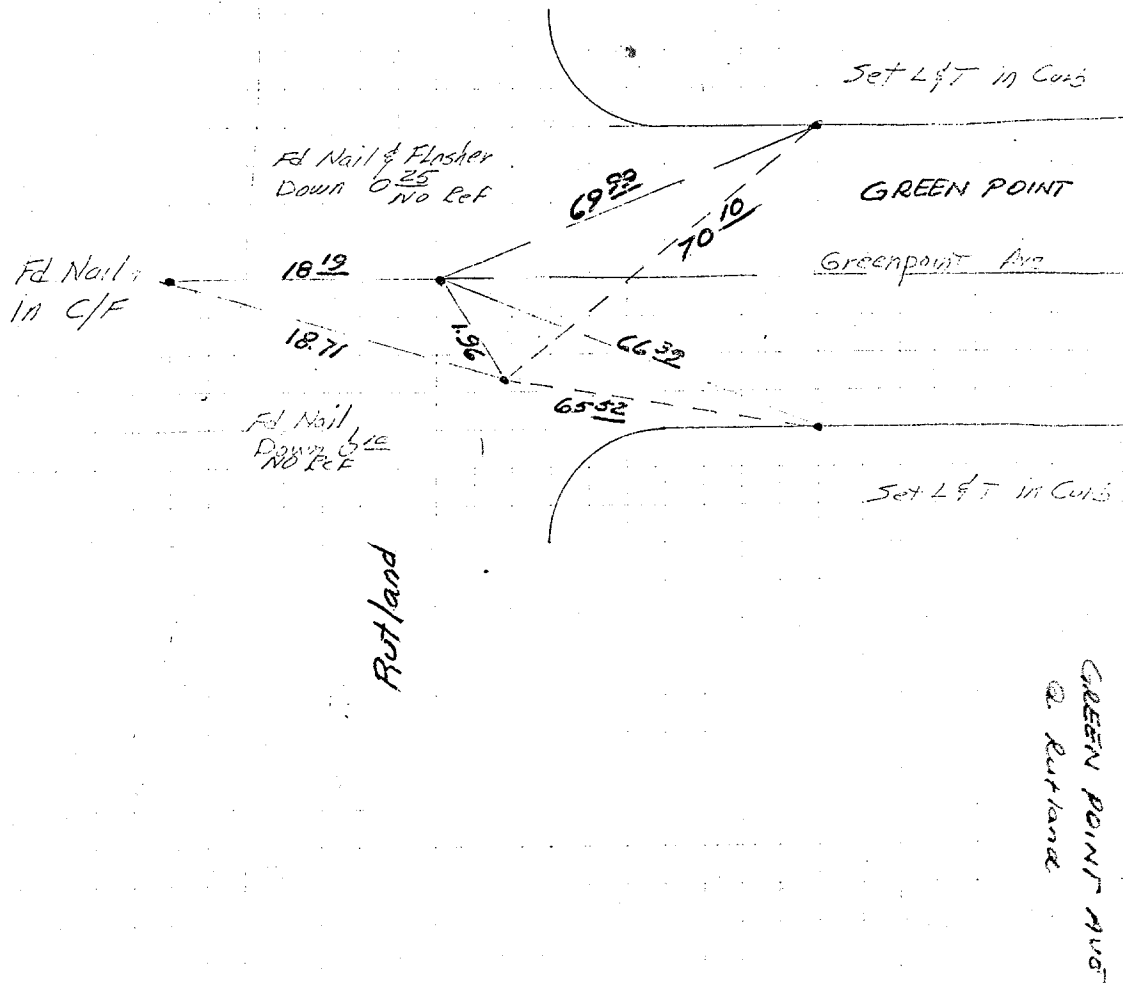 Set L&T in Curb
Fd Nail & Flasher
Down 0.25
No Ref
69.99
GREEN POINT
70.10
Fd Nail
in C/F
18.19
Greenpoint Ave
18.71
1.96
66.39
65.52
Fd Nail
Down
No Ref
Set L&T in Curb
Rutland
GREEN POINT AVE
@ Rutland